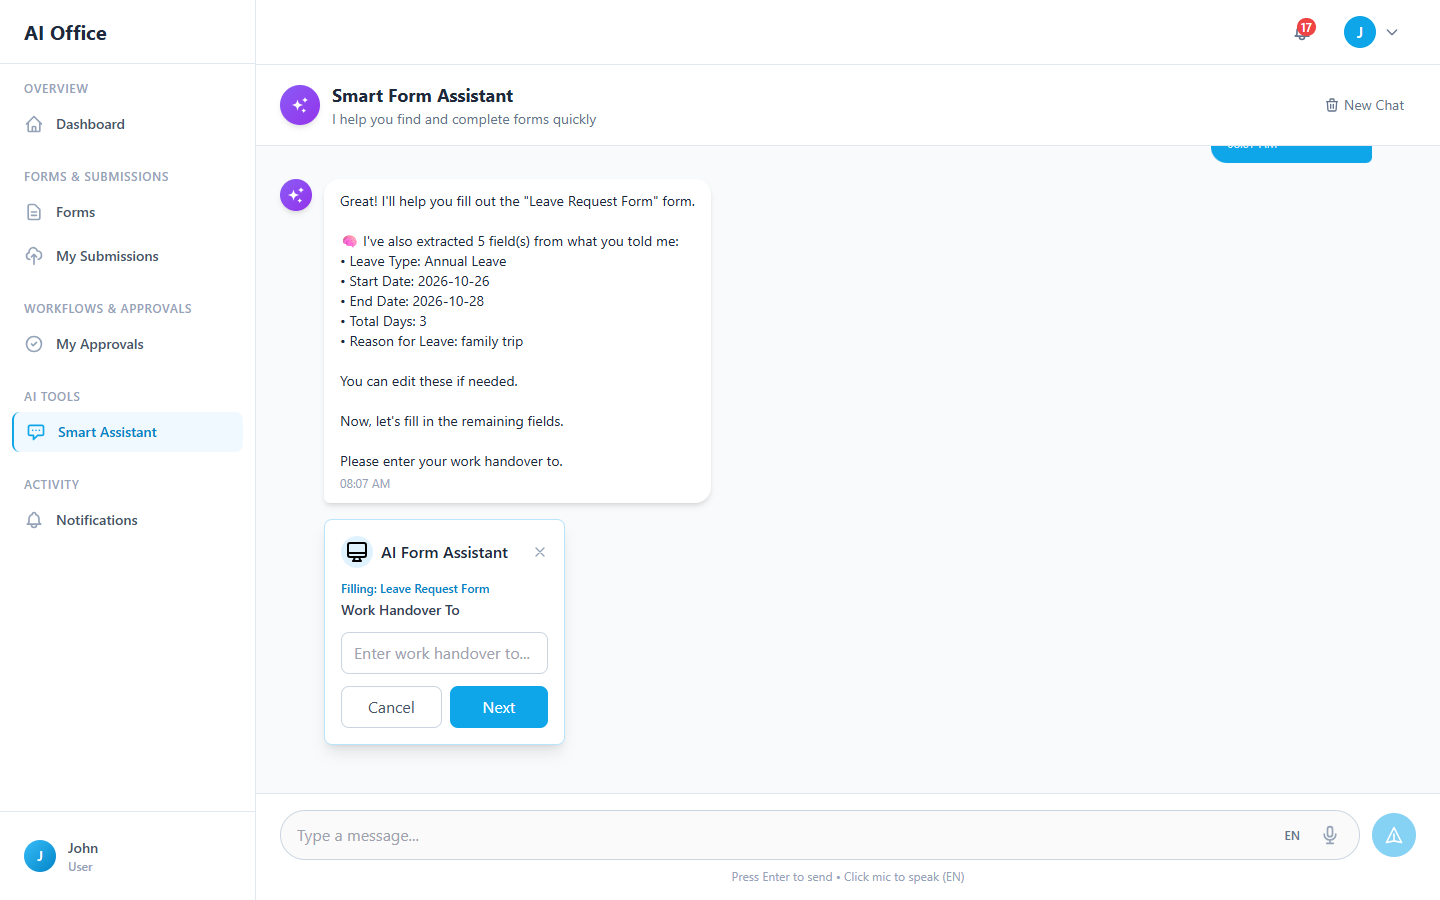 AI Office
OVERVIEW
Dashboard
FORMS & SUBMISSIONS
Forms
My Submissions
WORKFLOWS & APPROVALS
My Approvals
AI TOOLS
Smart Assistant
ACTIVITY
Notifications
J
John
User
17
J
Smart Form Assistant
I help you find and complete forms quickly
New Chat
Great! I'll help you fill out the "Leave Request Form" form.
I've also extracted 5 field(s) from what you told me:
• Leave Type: Annual Leave
• Start Date: 2026-10-26
• End Date: 2026-10-28
• Total Days: 3
• Reason for Leave: family trip
You can edit these if needed.
Now, let's fill in the remaining fields.
Please enter your work handover to.
08:07 AM
AI Form Assistant
Filling: Leave Request Form
Work Handover To
Enter work handover to...
Cancel
Next
Type a message...
EN
Press Enter to send • Click mic to speak (EN)